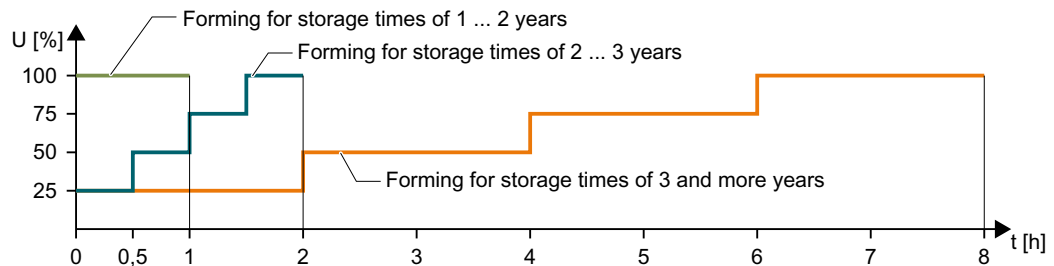 Forming for storage times of 1 ... 2 years
U [%]
Forming for storage times of 2 ... 3 years
100
75
50
Forming for storage times of 3 and more years
25
0 0,5 1 2 3 4 5 6 7 8 t [h]